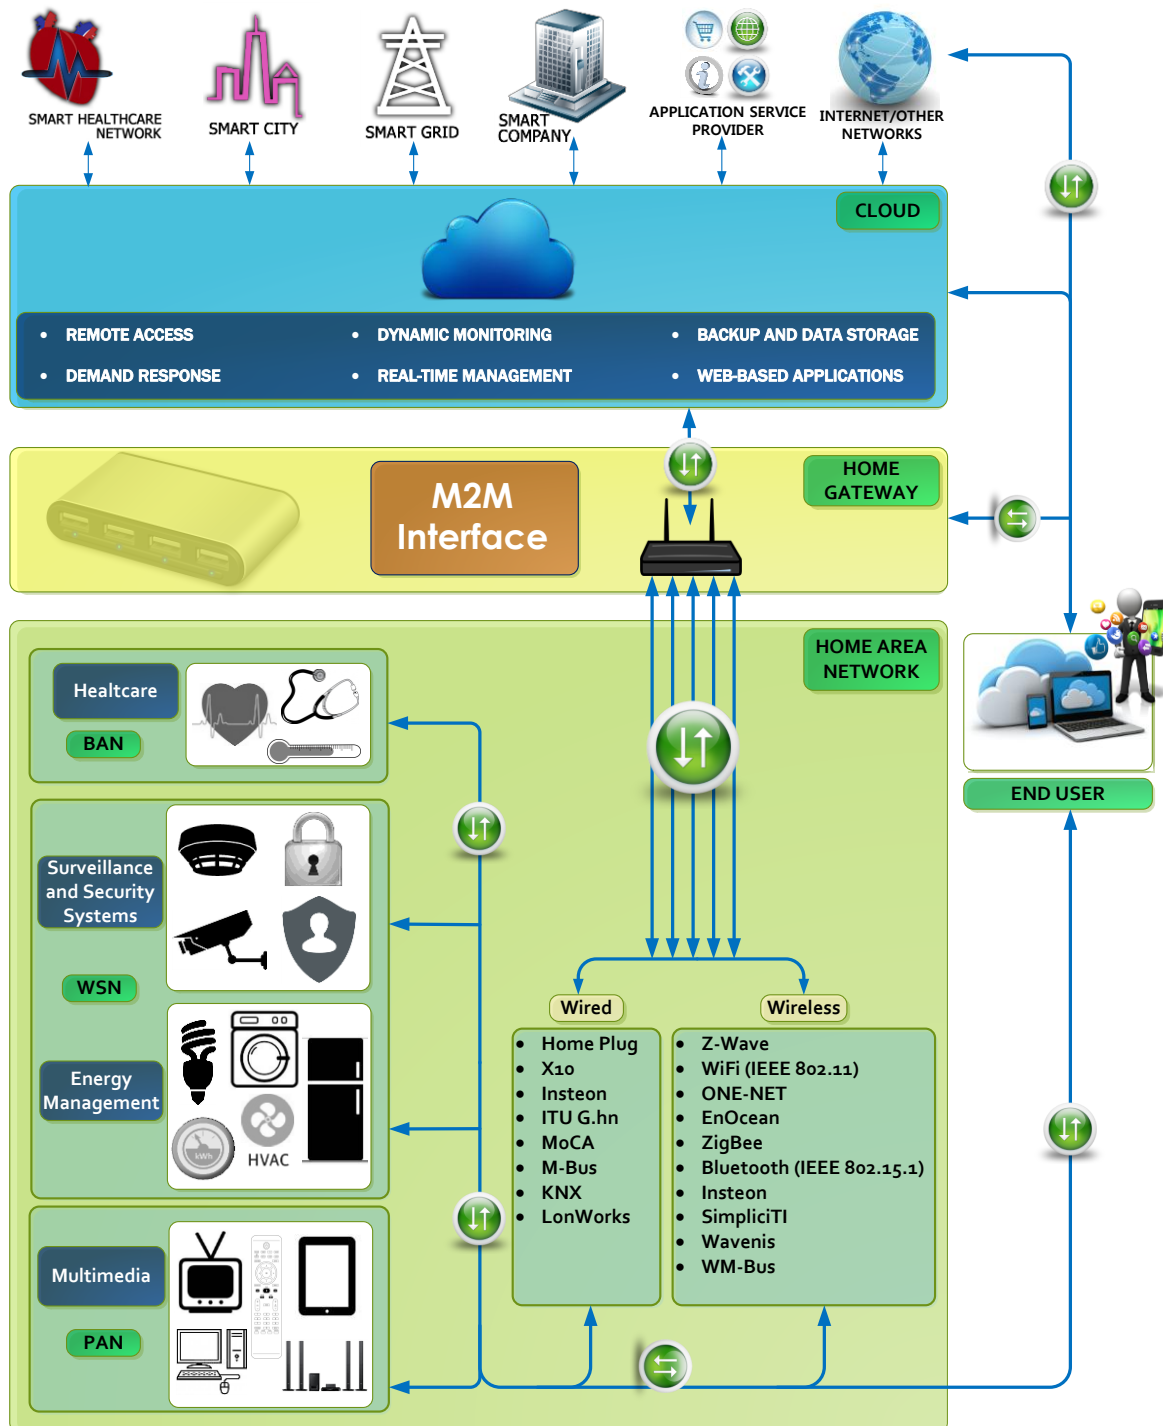 SMART HEALTHCARE
NETWORK
SMART CITY
SMART GRID
SMART
COMPANY
APPLICATION SERVICE
PROVIDER
INTERNET/OTHER
NETWORKS
CLOUD
• REMOTE ACCESS
• DYNAMIC MONITORING
• BACKUP AND DATA STORAGE
• DEMAND RESPONSE
• REAL-TIME MANAGEMENT
• WEB-BASED APPLICATIONS
M2M
Interface
HOME
GATEWAY
HOME AREA
NETWORK
Healtcare
BAN
END USER
Surveillance
and Security
Systems
WSN
Energy
Management
kWh
HVAC
Wired
• Home Plug
• X10
• Insteon
• ITU G.hn
• MoCA
• M-Bus
• KNX
• LonWorks
Wireless
• Z-Wave
• WiFi (IEEE 802.11)
• ONE-NET
• EnOcean
• ZigBee
• Bluetooth (IEEE 802.15.1)
• Insteon
• SimpliciTI
• Wavenis
• WM-Bus
Multimedia
PAN